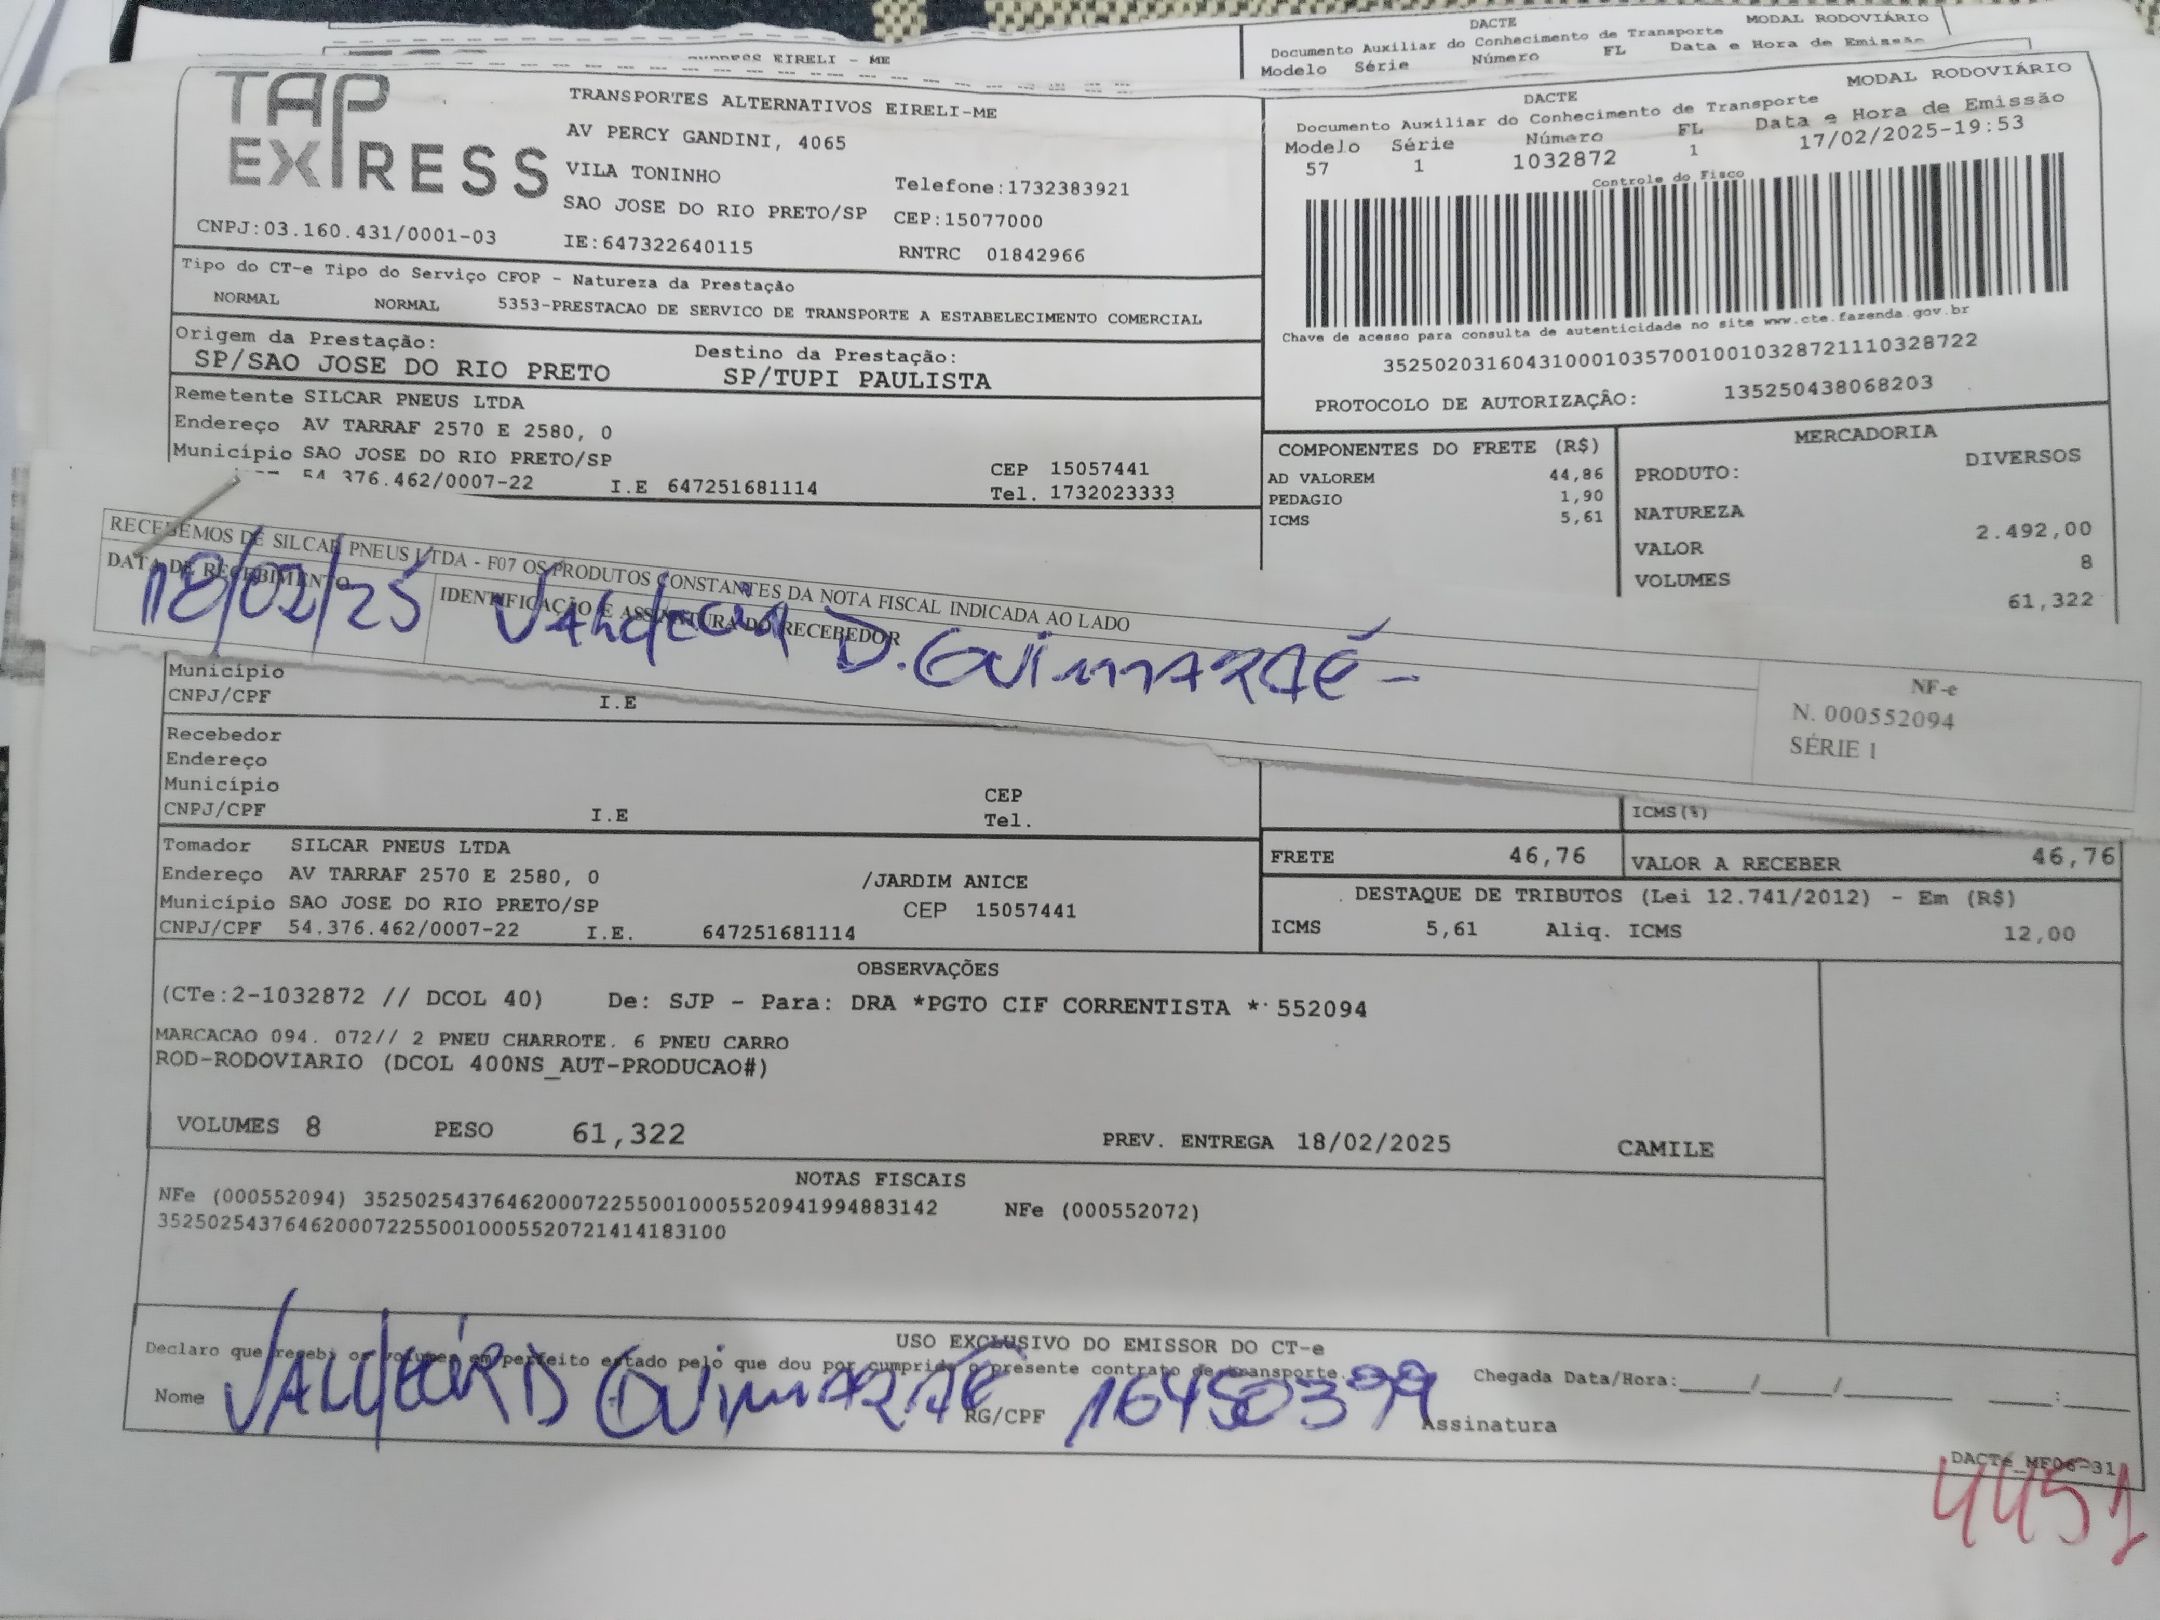 DACTE MODAL RODOVIÁRIO
Documento Auxiliar do Conhecimento de Transporte
Modelo Série Número FL Data e Hora de Emissão
EIRELI - ME
TAP EXPRESS
TRANSPORTES ALTERNATIVOS EIRELI-ME
AV PERCY GANDINI, 4065
VILA TONINHO Telefone:1732383921
SAO JOSE DO RIO PRETO/SP CEP:15077000
CNPJ:03.160.431/0001-03 IE:647322640115 RNTRC 01842966
DACTE MODAL RODOVIÁRIO
Documento Auxiliar do Conhecimento de Transporte
Modelo Série Número FL Data e Hora de Emissão
57 1 1032872 1 17/02/2025-19:53
Controle do Fisco
Chave de acesso para consulta de autenticidade no site www.cte.fazenda.gov.br
35250203160431000103570010010328721110328722
PROTOCOLO DE AUTORIZAÇÃO: 135250438068203
Tipo do CT-e Tipo do Serviço CFOP - Natureza da Prestação
NORMAL NORMAL 5353-PRESTACAO DE SERVICO DE TRANSPORTE A ESTABELECIMENTO COMERCIAL
Origem da Prestação: Destino da Prestação:
SP/SAO JOSE DO RIO PRETO SP/TUPI PAULISTA
Remetente SILCAR PNEUS LTDA
Endereço AV TARRAF 2570 E 2580, 0
Município SAO JOSE DO RIO PRETO/SP CEP 15057441
54.376.462/0007-22 I.E 647251681114 Tel. 1732023333
COMPONENTES DO FRETE (R$)
AD VALOREM 44,86
PEDAGIO 1,90
ICMS 5,61
MERCADORIA
PRODUTO: DIVERSOS
NATUREZA
VALOR 2.492,00
VOLUMES 8
61,322
RECEBEMOS DE SILCAR PNEUS LTDA - F07 OS PRODUTOS CONSTANTES DA NOTA FISCAL INDICADA AO LADO
DATA DE RECEBIMENTO IDENTIFICAÇÃO E ASSINATURA DO RECEBEDOR
18/02/25 D. GUIMARAE
NF-e
N. 000552094
SÉRIE 1
Município
CNPJ/CPF I.E
Recebedor
Endereço
Município CEP
CNPJ/CPF I.E Tel.
ICMS(%)
Tomador SILCAR PNEUS LTDA
Endereço AV TARRAF 2570 E 2580, 0 /JARDIM ANICE
Município SAO JOSE DO RIO PRETO/SP CEP 15057441
CNPJ/CPF 54.376.462/0007-22 I.E. 647251681114
FRETE 46,76 VALOR A RECEBER 46,76
DESTAQUE DE TRIBUTOS (Lei 12.741/2012) - Em (R$)
ICMS 5,61 Aliq. ICMS 12,00
OBSERVAÇÕES
(CTe:2-1032872 // DCOL 40) De: SJP - Para: DRA *PGTO CIF CORRENTISTA * 552094
MARCACAO 094. 072// 2 PNEU CHARROTE. 6 PNEU CARRO
ROD-RODOVIARIO (DCOL 400NS_AUT-PRODUCAO#)
VOLUMES 8 PESO 61,322 PREV. ENTREGA 18/02/2025 CAMILE
NOTAS FISCAIS
NFe (000552094) 35250254376462000722550010005520941994883142 NFe (000552072)
35250254376462000722550010005520721414183100
USO EXCLUSIVO DO EMISSOR DO CT-e
Declaro que recebi os volumes em perfeito estado pelo que dou por cumprido o presente contrato de transporte. Chegada Data/Hora:___/___/___ ___:___
Nome GUIMARAE RG/CPF 16450399 Assinatura
DACTe_MF06-31
4451